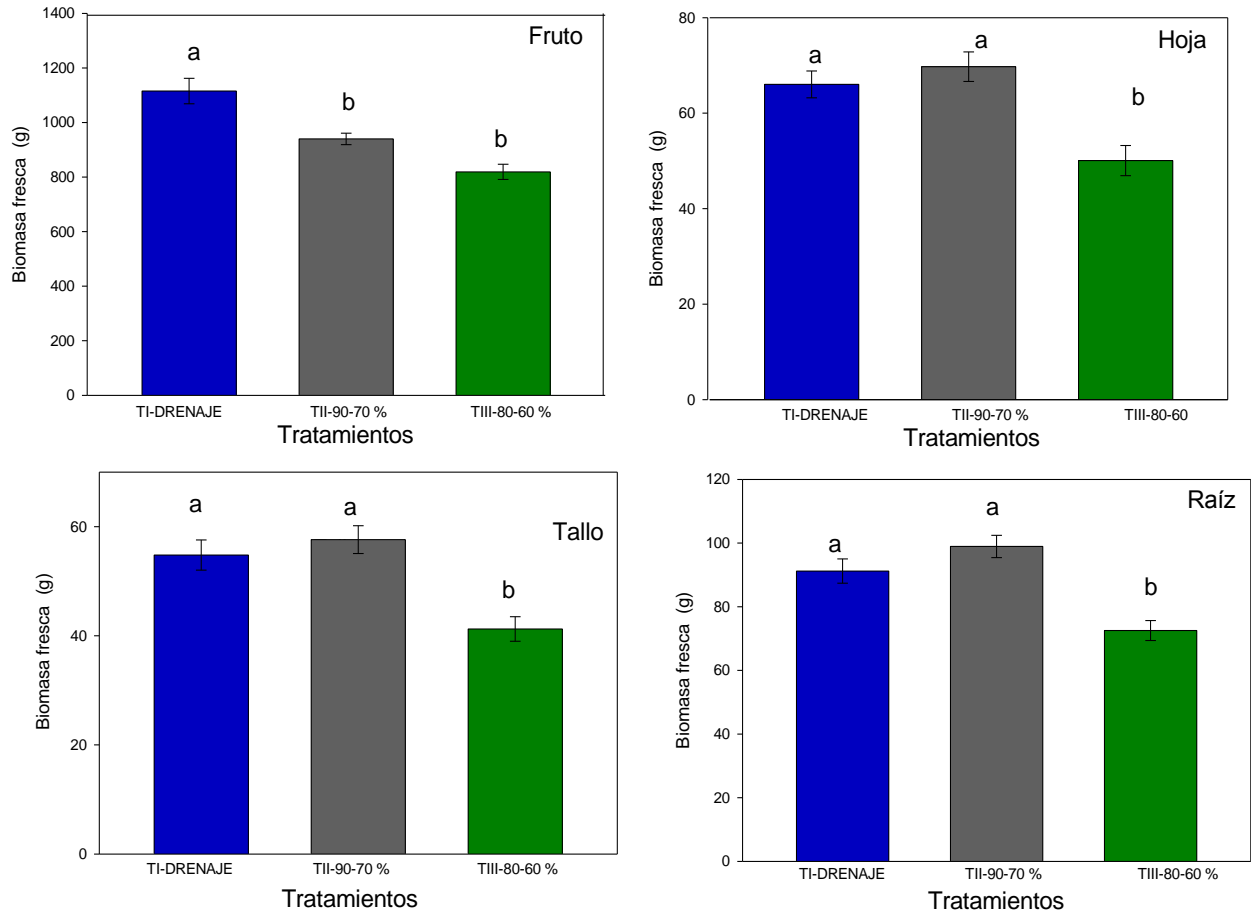 Fruto
Biomasa fresca (g)
1400
1200
1000
800
600
400
200
0
a
b
b
TI-DRENAJE TII-90-70 % TIII-80-60 %
Tratamientos
Hoja
Biomasa fresca (g)
80
60
40
20
0
a
a
b
TI-DRENAJE TII-90-70 % TIII-80-60
Tratamientos
Tallo
Biomasa fresca (g)
60
40
20
0
a
a
b
TI-DRENAJE TII-90-70 % TIII-80-60 %
Tratamientos
Raíz
Biomasa fresca (g)
120
100
80
60
40
20
0
a
a
b
TI-DRENAJE TII-90-70 % TIII-80-60 %
Tratamientos